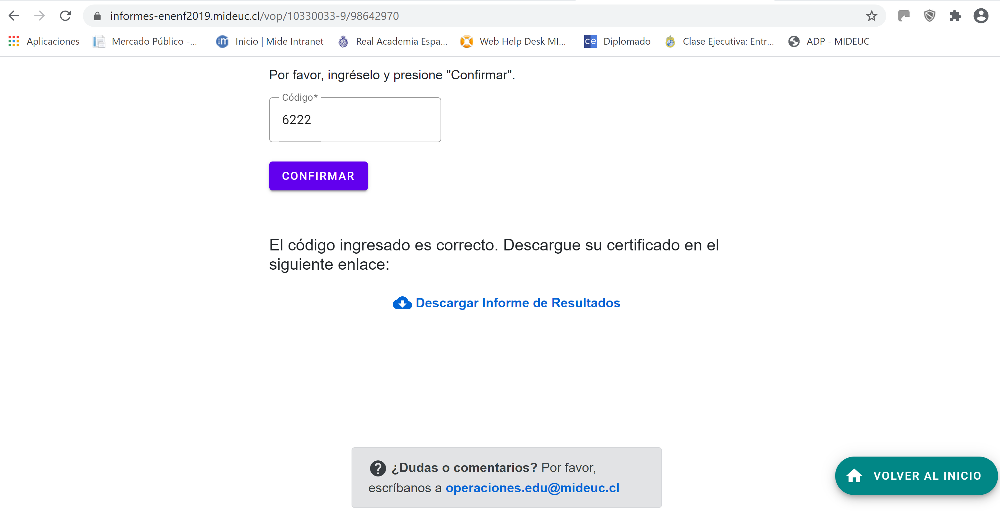 informes-enenf2019.mideuc.cl/vop/10330033-9/98642970
Aplicaciones Mercado Público -... Inicio | Mide Intranet Real Academia Espa... Web Help Desk MI... ce Diplomado Clase Ejecutiva: Entr... ADP - MIDEUC
Por favor, ingréselo y presione "Confirmar".
Código*
6222
CONFIRMAR
El código ingresado es correcto. Descargue su certificado en el
siguiente enlace:
Descargar Informe de Resultados
¿Dudas o comentarios? Por favor,
escríbanos a operaciones.edu@mideuc.cl
VOLVER AL INICIO